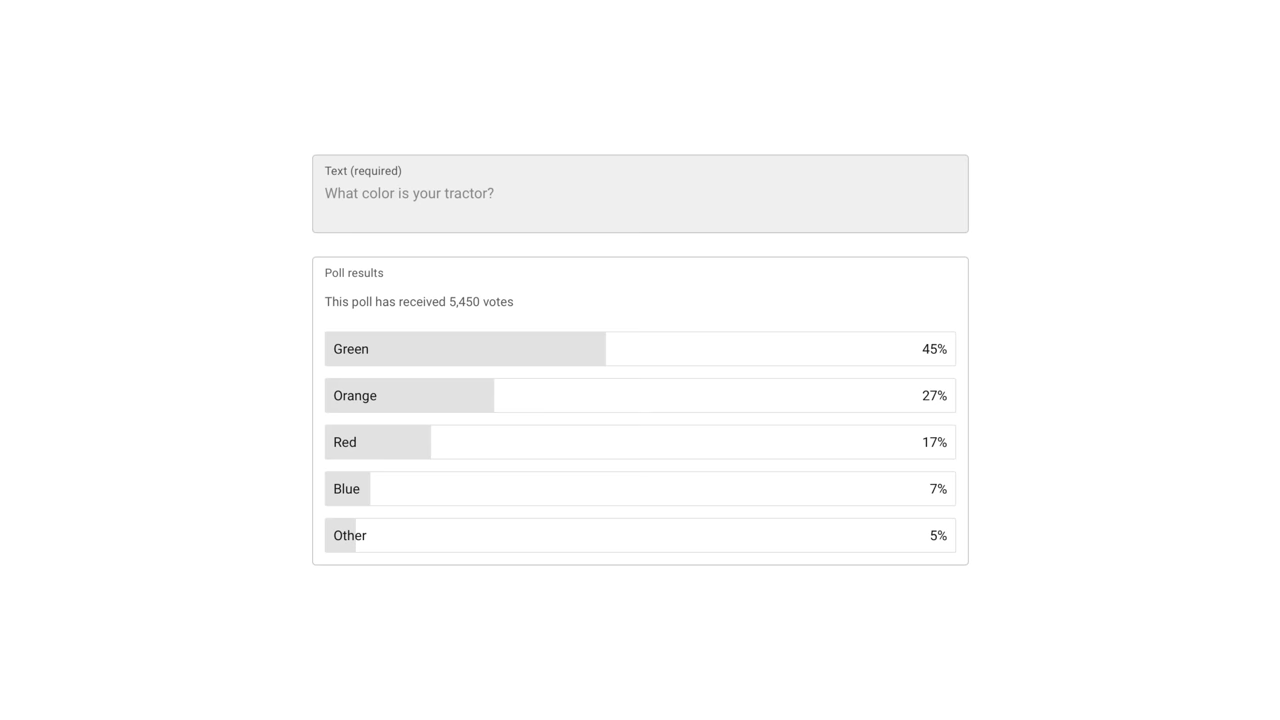 Text (required)
What color is your tractor?
Poll results
This poll has received 5,450 votes
Green 45%
Orange 27%
Red 17%
Blue 7%
Other 5%